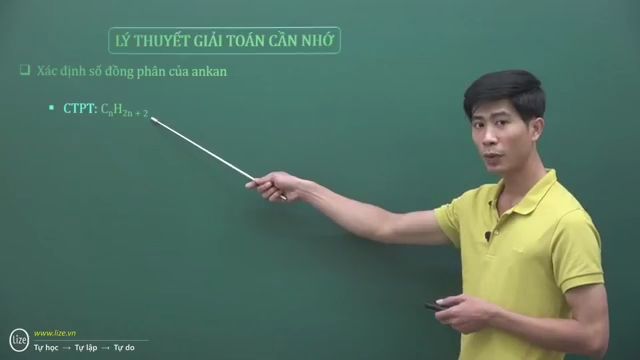 LÝ THUYẾT GIẢI TOÁN CẦN NHỚ
❑ Xác định số đồng phân của ankan
▪ CTPT: CₙH₂ₙ₊₂
lize
www.lize.vn
Tự học → Tự lập → Tự do